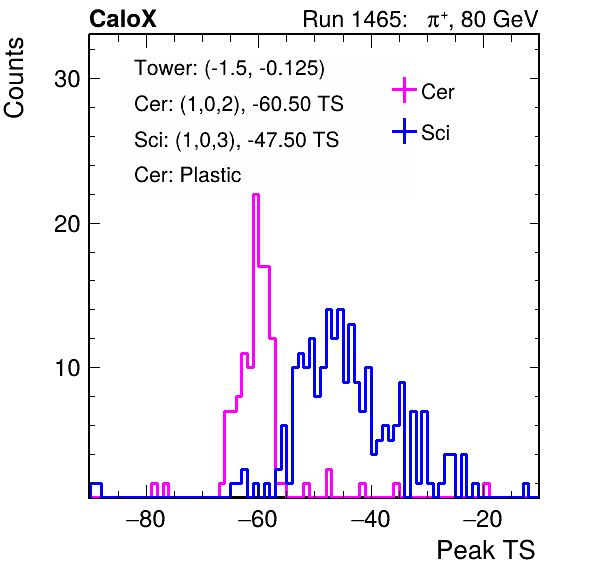 CaloX Run 1465: π⁺, 80 GeV
Counts
30
20
10
Tower: (-1.5, -0.125)
Cer: (1,0,2), -60.50 TS
Sci: (1,0,3), -47.50 TS
Cer: Plastic
Cer
Sci
−80 −60 −40 −20
Peak TS